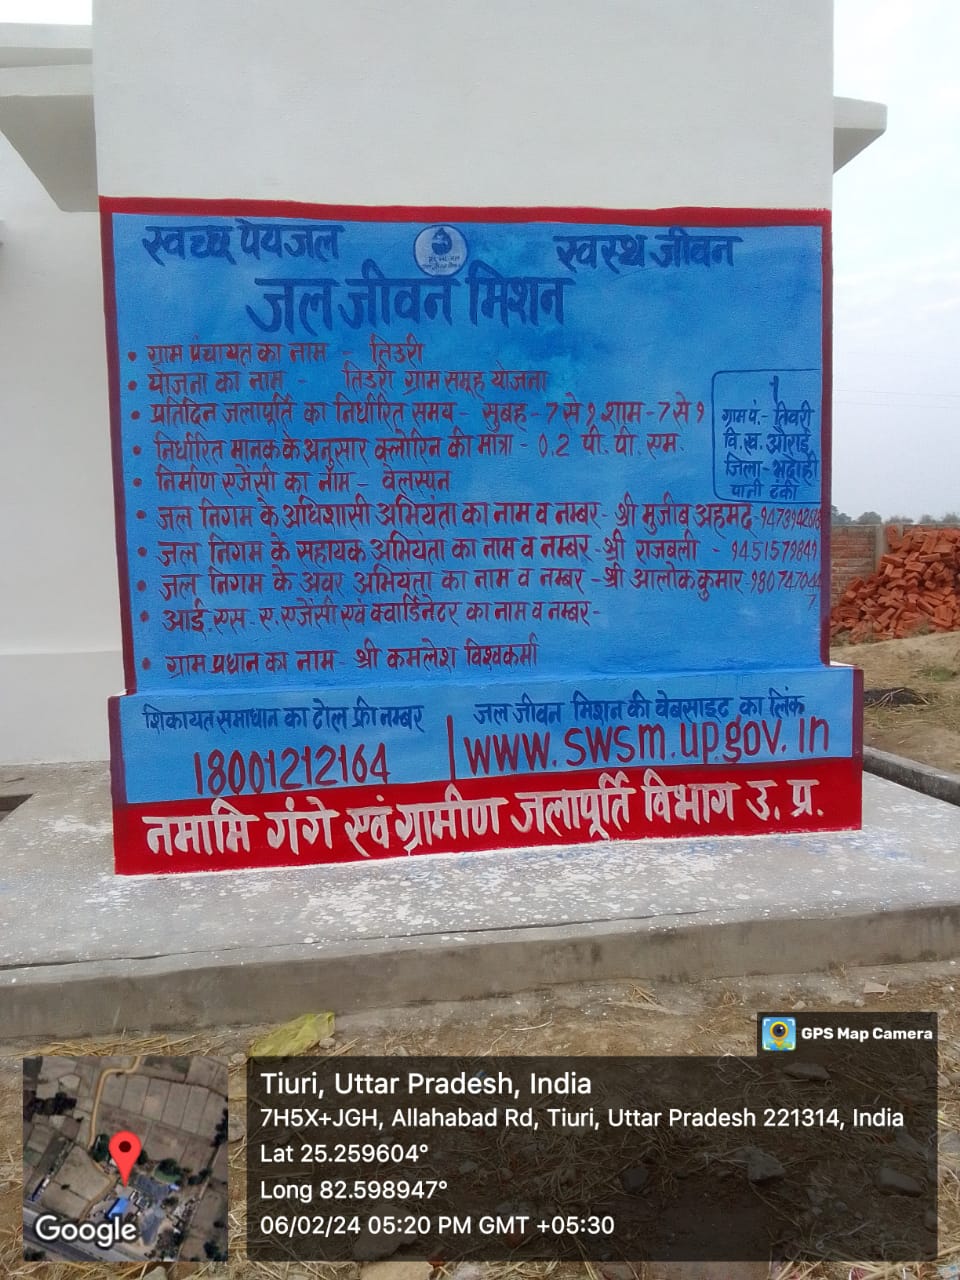 स्वच्छ पेयजल
स्वस्थ जीवन
जल जीवन मिशन
• ग्राम पंचायत का नाम - तिउरी
• योजना का नाम - तिउरी ग्राम समूह योजना
• प्रतिदिन जलापूर्ति का निर्धारित समय - सुबह - 7 से 9 शाम - 7 से 9
• निर्धारित मानक के अनुसार क्लोरिन की मात्रा - 0.2 पी. पी. एम.
• निर्माण एजेंसी का नाम - वेलस्पन
• जल निगम के अधिशासी अभियंता का नाम व नम्बर - श्री मुजीब अहमद -
• जल निगम के सहायक अभियंता का नाम व नम्बर - श्री राजबली - 9451579849
• जल निगम के अवर अभियंता का नाम व नम्बर - श्री आलोक कुमार - 9807470447
• आई. एस. ए. एजेंसी एवं क्वार्डिनेटर का नाम व नम्बर -
• ग्राम प्रधान का नाम - श्री कमलेश विश्वकर्मा
1
ग्राम पं. - तिवरी
वि. ख. औराई
जिला - भदोही
पानी टंकी
शिकायत समाधान का टोल फ्री नम्बर
18001212164
जल जीवन मिशन की वेबसाइट का लिंक
www.swsm.up.gov.in
नमामि गंगे एवं ग्रामीण जलापूर्ति विभाग उ. प्र.
GPS Map Camera
Tiuri, Uttar Pradesh, India
7H5X+JGH, Allahabad Rd, Tiuri, Uttar Pradesh 221314, India
Lat 25.259604°
Long 82.598947°
06/02/24 05:20 PM GMT +05:30
Google